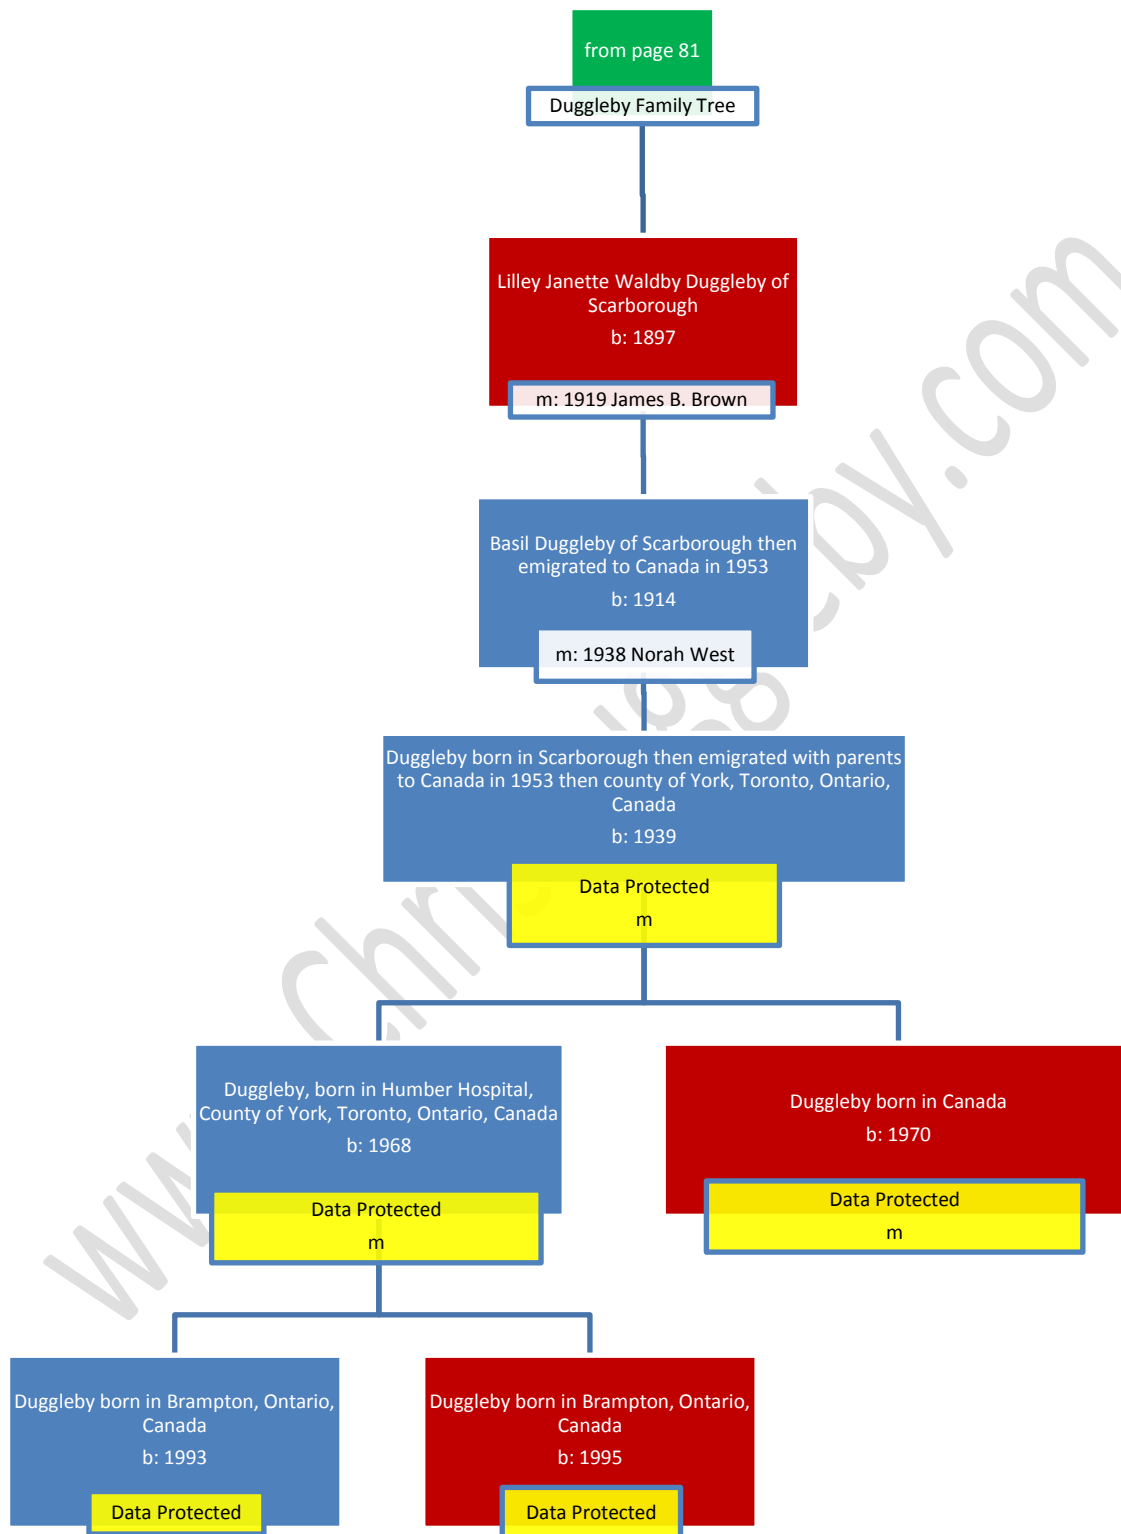 from page 81
Duggleby Family Tree
Lilley Janette Waldby Duggleby of
Scarborough
b: 1897
m: 1919 James B. Brown
Basil Duggleby of Scarborough then
emigrated to Canada in 1953
b: 1914
m: 1938 Norah West
Duggleby born in Scarborough then emigrated with parents
to Canada in 1953 then county of York, Toronto, Ontario,
Canada
b: 1939
Data Protected
m
Duggleby, born in Humber Hospital,
County of York, Toronto, Ontario, Canada
b: 1968
Data Protected
m
Duggleby born in Canada
b: 1970
Data Protected
m
Duggleby born in Brampton, Ontario,
Canada
b: 1993
Data Protected
Duggleby born in Brampton, Ontario,
Canada
b: 1995
Data Protected